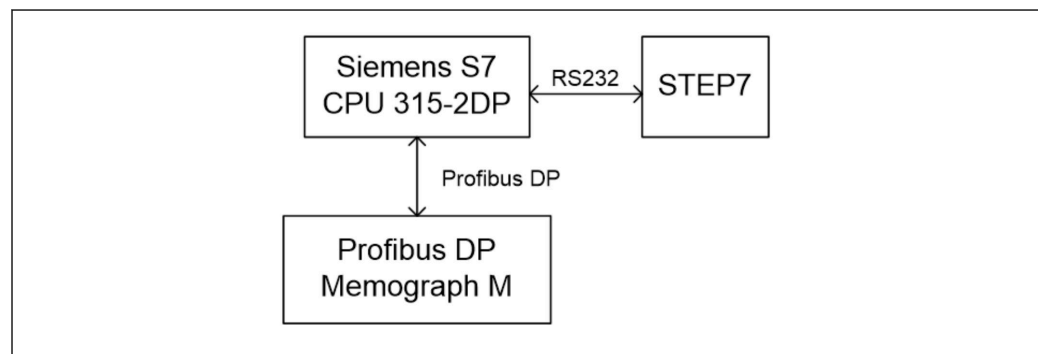 Siemens S7
CPU 315-2DP
RS232
STEP7
Profibus DP
Profibus DP
Memograph M